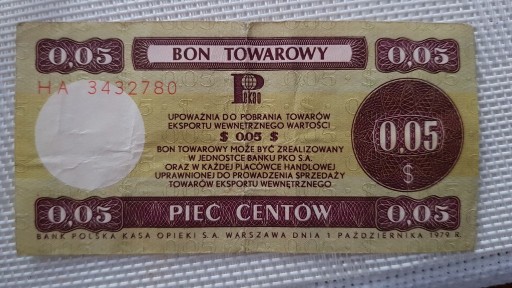 0,05 BON TOWAROWY 0,05
HA 3432780
Pekao
UPOWAŻNIA DO POBRANIA TOWARÓW
EKSPORTU WEWNĘTRZNEGO WARTOŚCI
$ 0,05 $
BON TOWAROWY MOŻE BYĆ ZREALIZOWANY
W JEDNOSTCE BANKU PKO S.A.
ORAZ W KAŻDEJ PLACÓWCE HANDLOWEJ
UPRAWNIONEJ DO PROWADZENIA SPRZEDAŻY
TOWARÓW EKSPORTU WEWNĘTRZNEGO
0,05
$
0,05 PIĘĆ CENTÓW 0,05
BANK POLSKA KASA OPIEKI S.A. WARSZAWA DNIA 1 PAŹDZIERNIKA 1979 R.